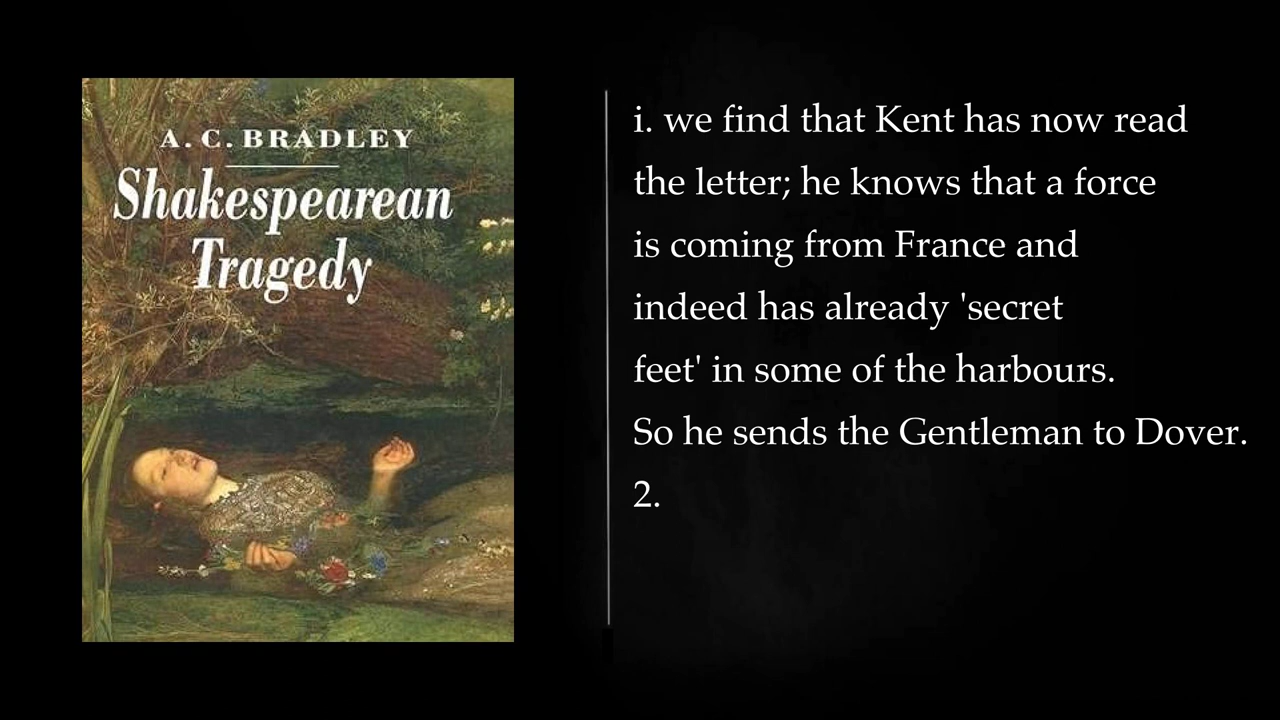 A. C. BRADLEY
Shakespearean
Tragedy
i. we find that Kent has now read
the letter; he knows that a force
is coming from France and
indeed has already 'secret
feet' in some of the harbours.
So he sends the Gentleman to Dover.
2.